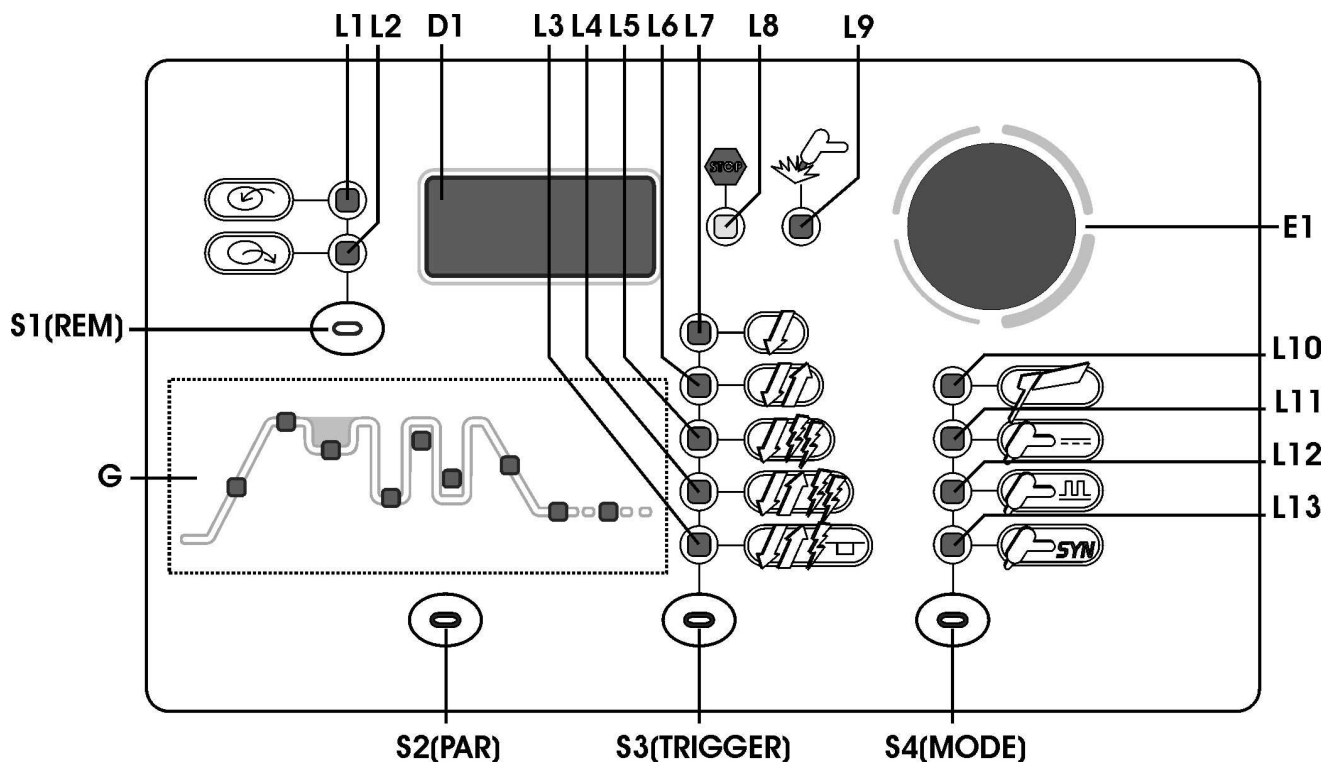 L1 L2 D1 L3 L4 L5 L6 L7 L8 L9
STOP
E1
S1(REM)
L10
L11
G
L12
L13
SYN
S2(PAR) S3(TRIGGER) S4(MODE)